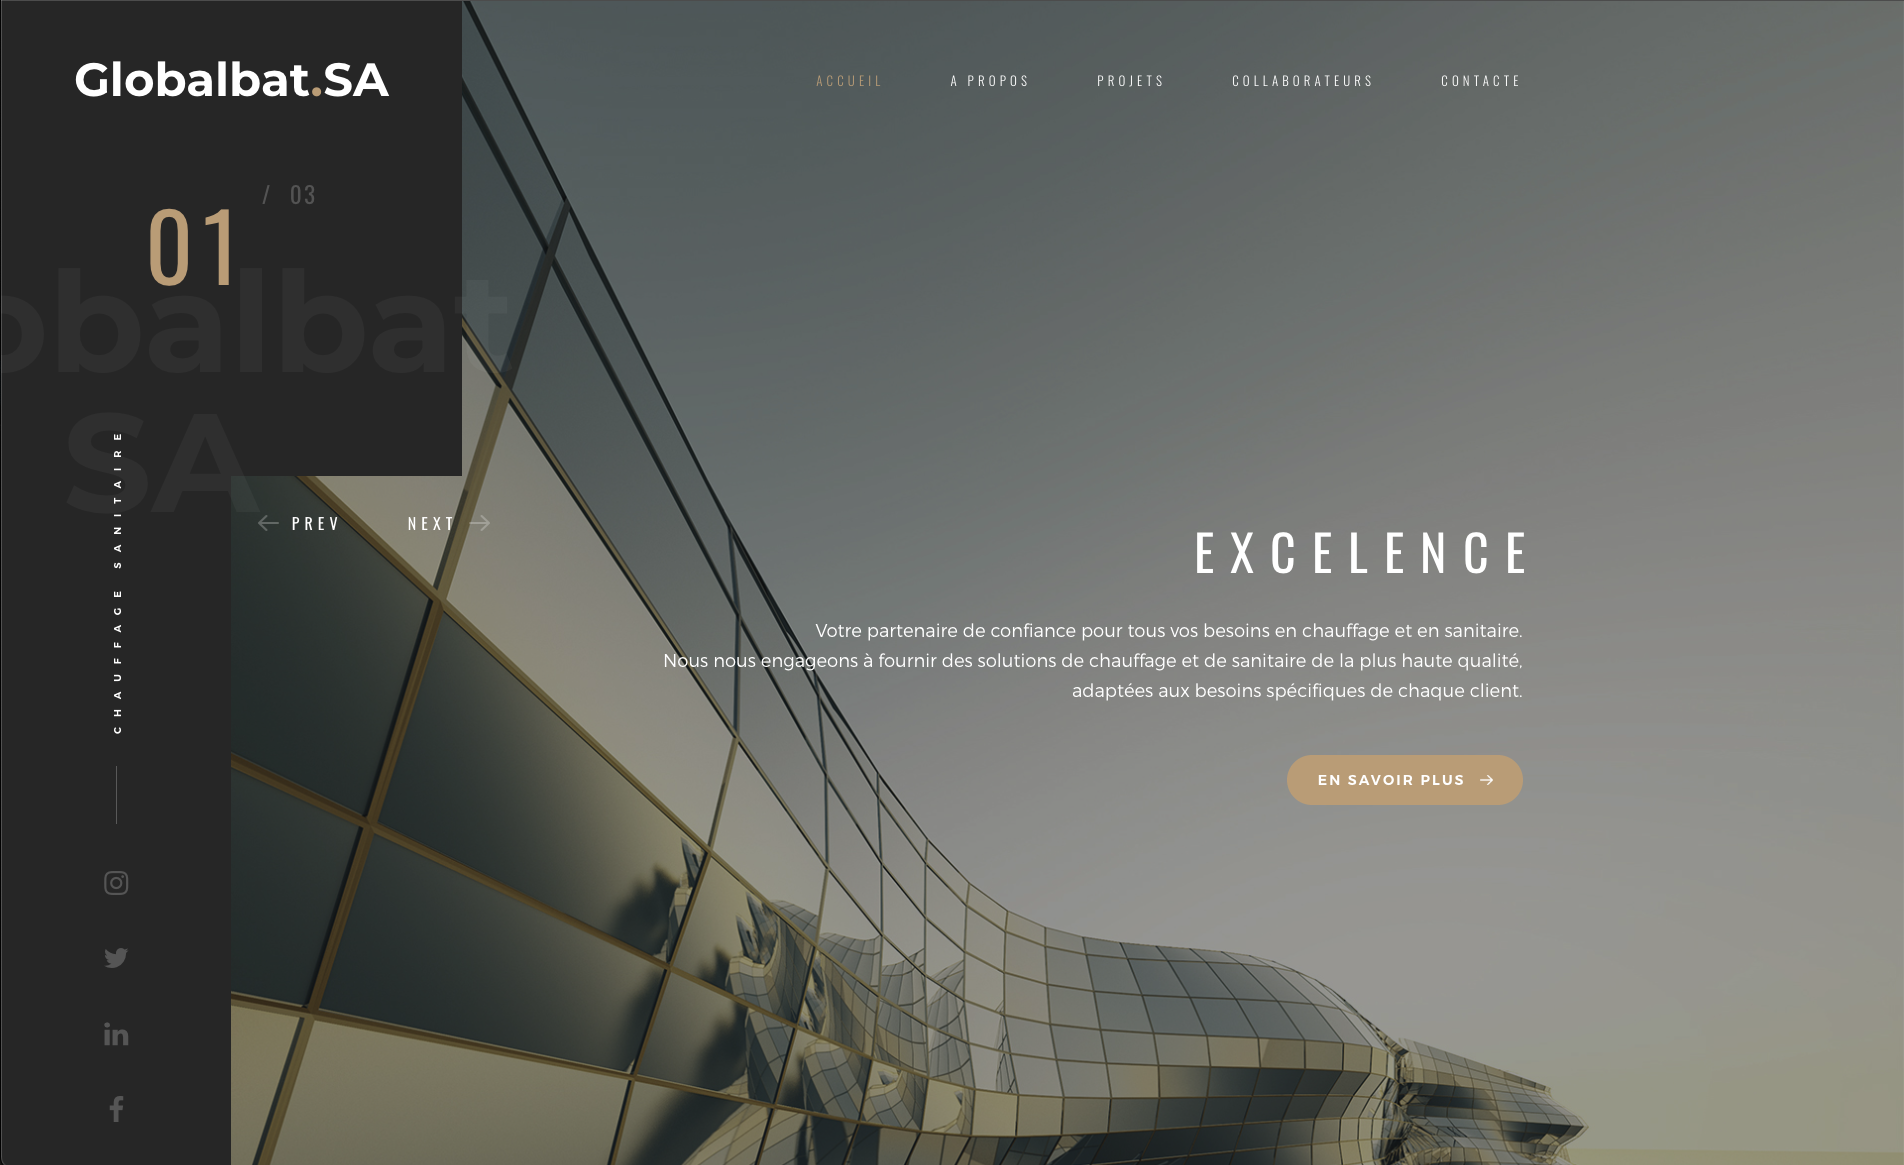 Globalbat.SA
ACCUEIL
A PROPOS
PROJETS
COLLABORATEURS
CONTACTE
01
/ 03
obalbat
SA
CHAUFFAGE SANITAIRE
PREV
NEXT
EXCELENCE
Votre partenaire de confiance pour tous vos besoins en chauffage et en sanitaire.
Nous nous engageons à fournir des solutions de chauffage et de sanitaire de la plus haute qualité,
adaptées aux besoins spécifiques de chaque client.
EN SAVOIR PLUS